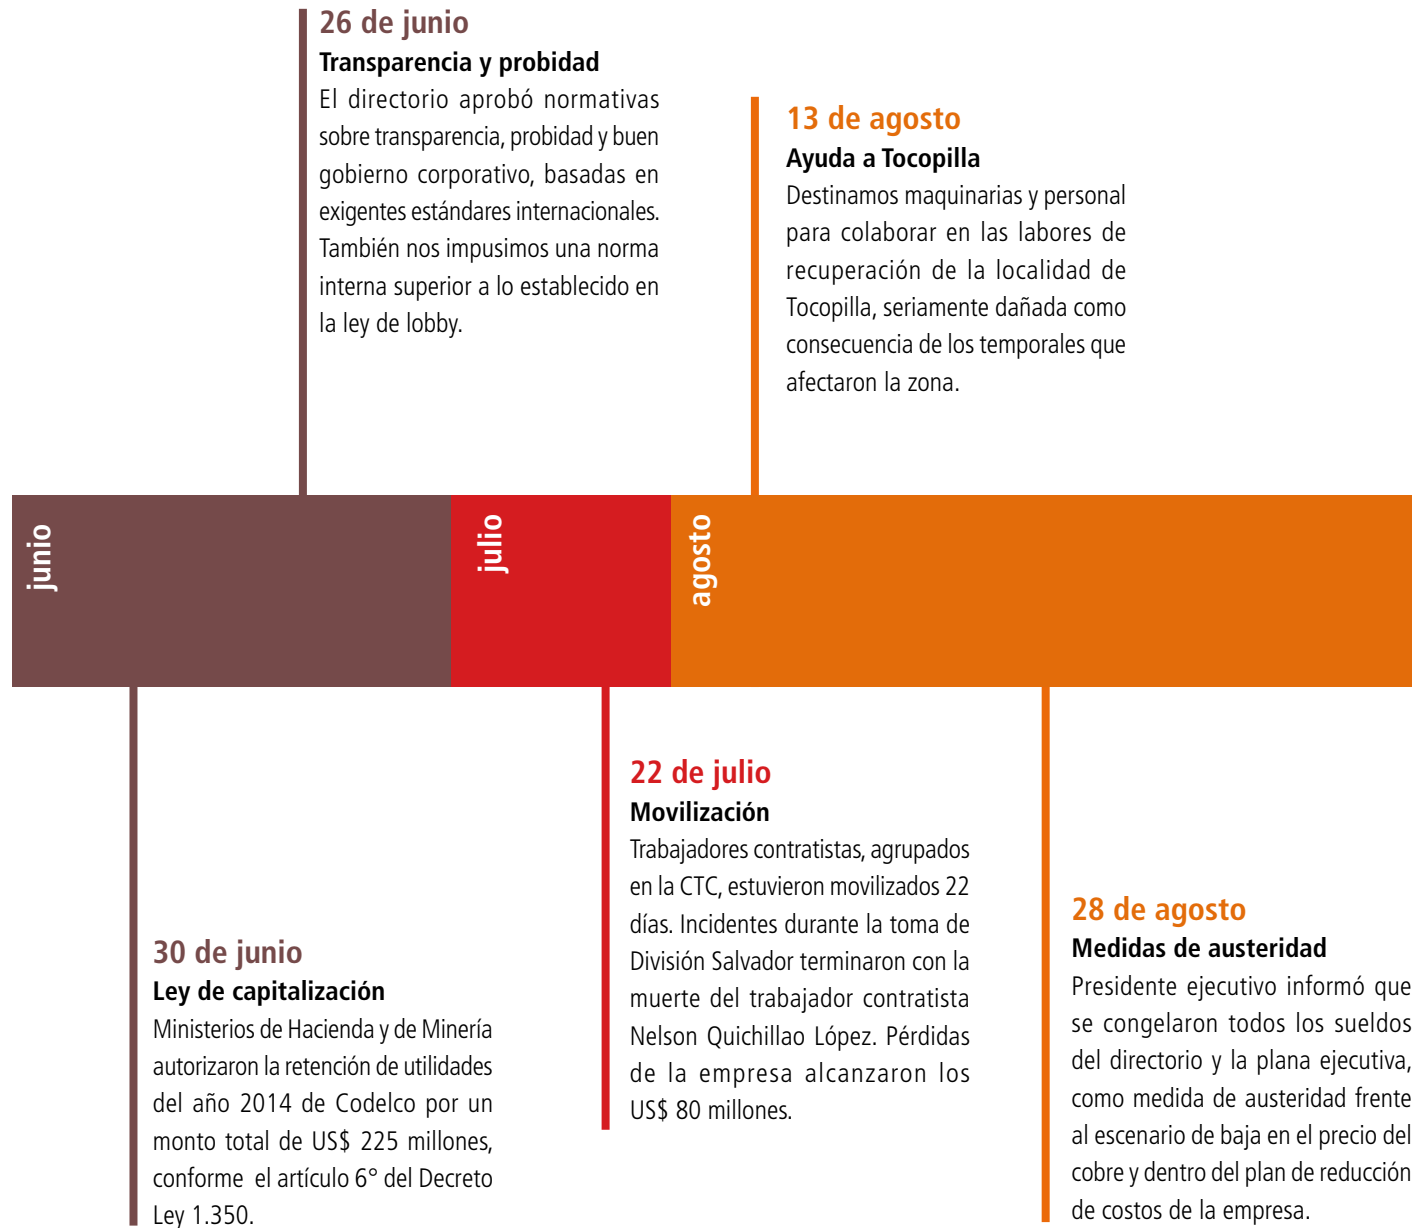 26 de junio
Transparencia y probidad
El directorio aprobó normativas
sobre transparencia, probidad y buen
gobierno corporativo, basadas en
exigentes estándares internacionales.
También nos impusimos una norma
interna superior a lo establecido en
la ley de lobby.
13 de agosto
Ayuda a Tocopilla
Destinamos maquinarias y personal
para colaborar en las labores de
recuperación de la localidad de
Tocopilla, seriamente dañada como
consecuencia de los temporales que
afectaron la zona.
junio
julio
agosto
30 de junio
Ley de capitalización
Ministerios de Hacienda y de Minería
autorizaron la retención de utilidades
del año 2014 de Codelco por un
monto total de US$ 225 millones,
conforme el artículo 6° del Decreto
Ley 1.350.
22 de julio
Movilización
Trabajadores contratistas, agrupados
en la CTC, estuvieron movilizados 22
días. Incidentes durante la toma de
División Salvador terminaron con la
muerte del trabajador contratista
Nelson Quichillao López. Pérdidas
de la empresa alcanzaron los
US$ 80 millones.
28 de agosto
Medidas de austeridad
Presidente ejecutivo informó que
se congelaron todos los sueldos
del directorio y la plana ejecutiva,
como medida de austeridad frente
al escenario de baja en el precio del
cobre y dentro del plan de reducción
de costos de la empresa.